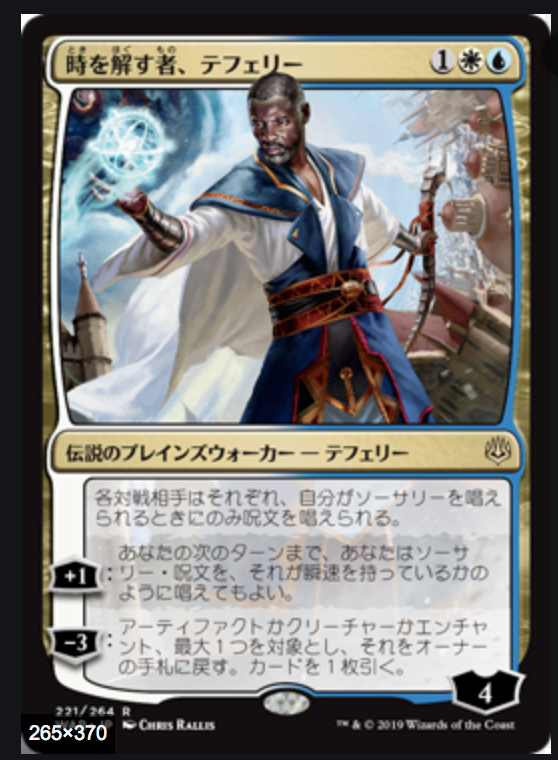 とき ほぐ もの
時を解す者、テフェリー 1
伝説のプレインズウォーカー — テフェリー
各対戦相手はそれぞれ、自分がソーサリーを唱え
られるときにのみ呪文を唱えられる。
+1:あなたの次のターンまで、あなたはソーサ
リー・呪文を、それが瞬速を持っているかの
ように唱えてもよい。
-3:アーティファクトかクリーチャーかエンチャ
ント、最大1つを対象とし、それをオーナー
の手札に戻す。カードを1枚引く。
4
221/264 R
CHRIS RALLIS
™ & © 2019 Wizards of the Coast
265×370